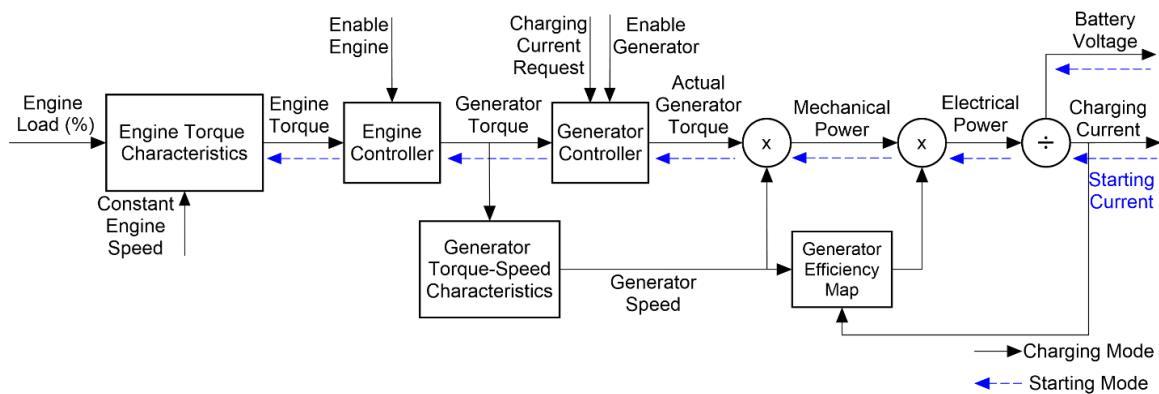 Enable
Engine
Charging
Current
Request
Enable
Generator
Battery
Voltage
Engine
Load (%)
Engine Torque
Characteristics
Engine
Torque
Engine
Controller
Generator
Torque
Generator
Controller
Actual
Generator
Torque
x
Mechanical
Power
x
Electrical
Power
÷
Charging
Current
Starting
Current
Constant
Engine
Speed
Generator
Torque-Speed
Characteristics
Generator
Speed
Generator
Efficiency
Map
Charging Mode
Starting Mode